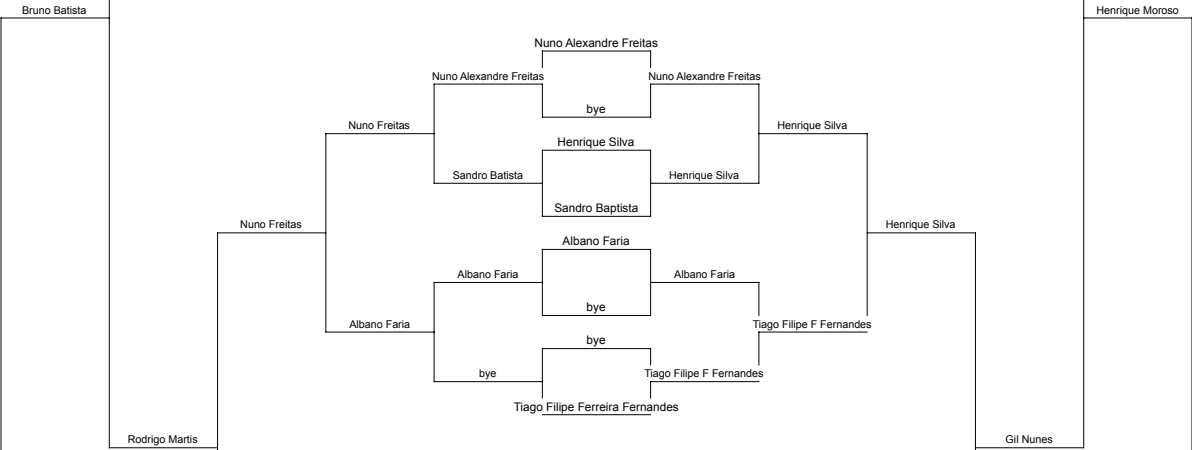 Bruno Batista
Henrique Moroso
Nuno Alexandre Freitas
Nuno Alexandre Freitas
Nuno Alexandre Freitas
bye
Nuno Freitas
Henrique Silva
Henrique Silva
Sandro Batista
Henrique Silva
Sandro Baptista
Nuno Freitas
Henrique Silva
Albano Faria
Albano Faria
Albano Faria
bye
Albano Faria
Tiago Filipe F Fernandes
bye
bye
Tiago Filipe F Fernandes
Tiago Filipe Ferreira Fernandes
Rodrigo Martis
Gil Nunes